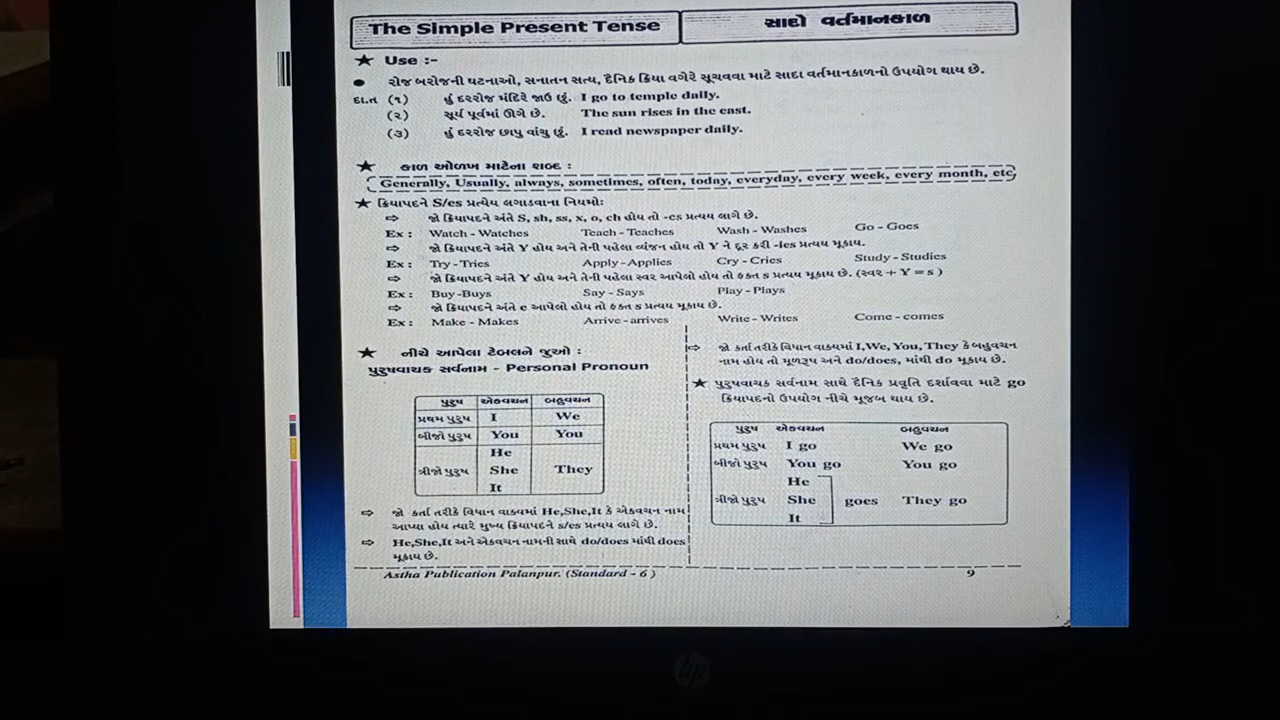 The Simple Present Tense
સાદો વર્તમાનકાળ
★ Use :-
● રોજ બરોજની ઘટનાઓ, સનાતન સત્ય, દૈનિક ક્રિયા વગેરે સૂચવવા માટે સાદા વર્તમાનકાળનો ઉપયોગ થાય છે.
દા.ત (૧) હું દરરોજ મંદિરે જાઉં છું. I go to temple daily.
(૨) સૂર્ય પૂર્વમાં ઊગે છે. The sun rises in the east.
(૩) હું દરરોજ છાપુ વાંચુ છું. I read newspaper daily.
★ કાળ ઓળખ માટેના શબ્દ :
Generally, Usually, always, sometimes, often, today, everyday, every week, every month, etc
★ ક્રિયાપદને S/es પ્રત્યેય લગાડવાના નિયમો:
⇨ જો ક્રિયાપદને અંતે S, sh, ss, x, o, ch હોય તો -es પ્રત્યય લાગે છે.
Ex : Watch - Watches Teach - Teaches Wash - Washes Go - Goes
⇨ જો ક્રિયાપદને અંતે Y હોય અને તેની પહેલા વ્યંજન હોય તો Y ને દૂર કરી -ies પ્રત્યય મૂકાય.
Ex : Try - Tries Apply - Applies Cry - Cries Study - Studies
⇨ જો ક્રિયાપદને અંતે Y હોય અને તેની પહેલા સ્વર આપેલો હોય તો ફક્ત s પ્રત્યય મૂકાય છે. (સ્વર + Y = s )
Ex : Buy -Buys Say - Says Play - Plays
⇨ જો ક્રિયાપદને અંતે e આપેલો હોય તો ફક્ત s પ્રત્યય મૂકાય છે.
Ex : Make - Makes Arrive - arrives Write - Writes Come - comes
★ નીચે આપેલા ટેબલને જુઓ :
પુરુષવાચક સર્વનામ - Personal Pronoun
પુરુષ એકવચન બહુવચન
પ્રથમ પુરુષ I We
બીજો પુરુષ You You
He
ત્રીજો પુરુષ She They
It
⇨ જો કર્તા તરીકે વિધાન વાક્યમાં He,She,It કે એકવચન નામ
આપ્યા હોય ત્યારે મુખ્ય ક્રિયાપદને s/es પ્રત્યય લાગે છે.
⇨ He,She,It અને એકવચન નામની સાથે do/does માંથી does
મૂકાય છે.
⇨ જો કર્તા તરીકે વિધાન વાક્યમાં I,We, You, They કે બહુવચન
નામ હોય તો મૂળરૂપ અને do/does, માંથી do મૂકાય છે.
★ પુરુષવાચક સર્વનામ સાથે દૈનિક પ્રવૃતિ દર્શાવવા માટે go
ક્રિયાપદનો ઉપયોગ નીચે મૂજબ થાય છે.
પુરુષ એકવચન બહુવચન
પ્રથમ પુરુષ I go We go
બીજો પુરુષ You go You go
He
ત્રીજો પુરુષ She goes They go
It
Astha Publication Palanpur. (Standard - 6 ) 9
hp